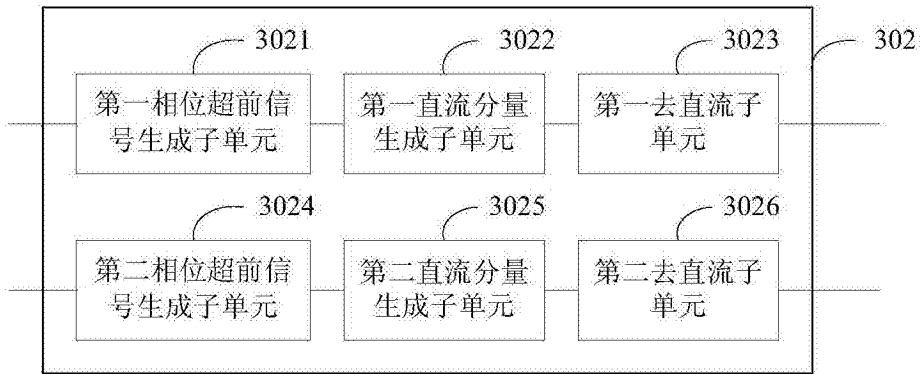 3021
3022
3023
302
第一相位超前信
号生成子单元
第一直流分量
生成子单元
第一去直流子
单元
3024
3025
3026
第二相位超前信
号生成子单元
第二直流分量
生成子单元
第二去直流子
单元